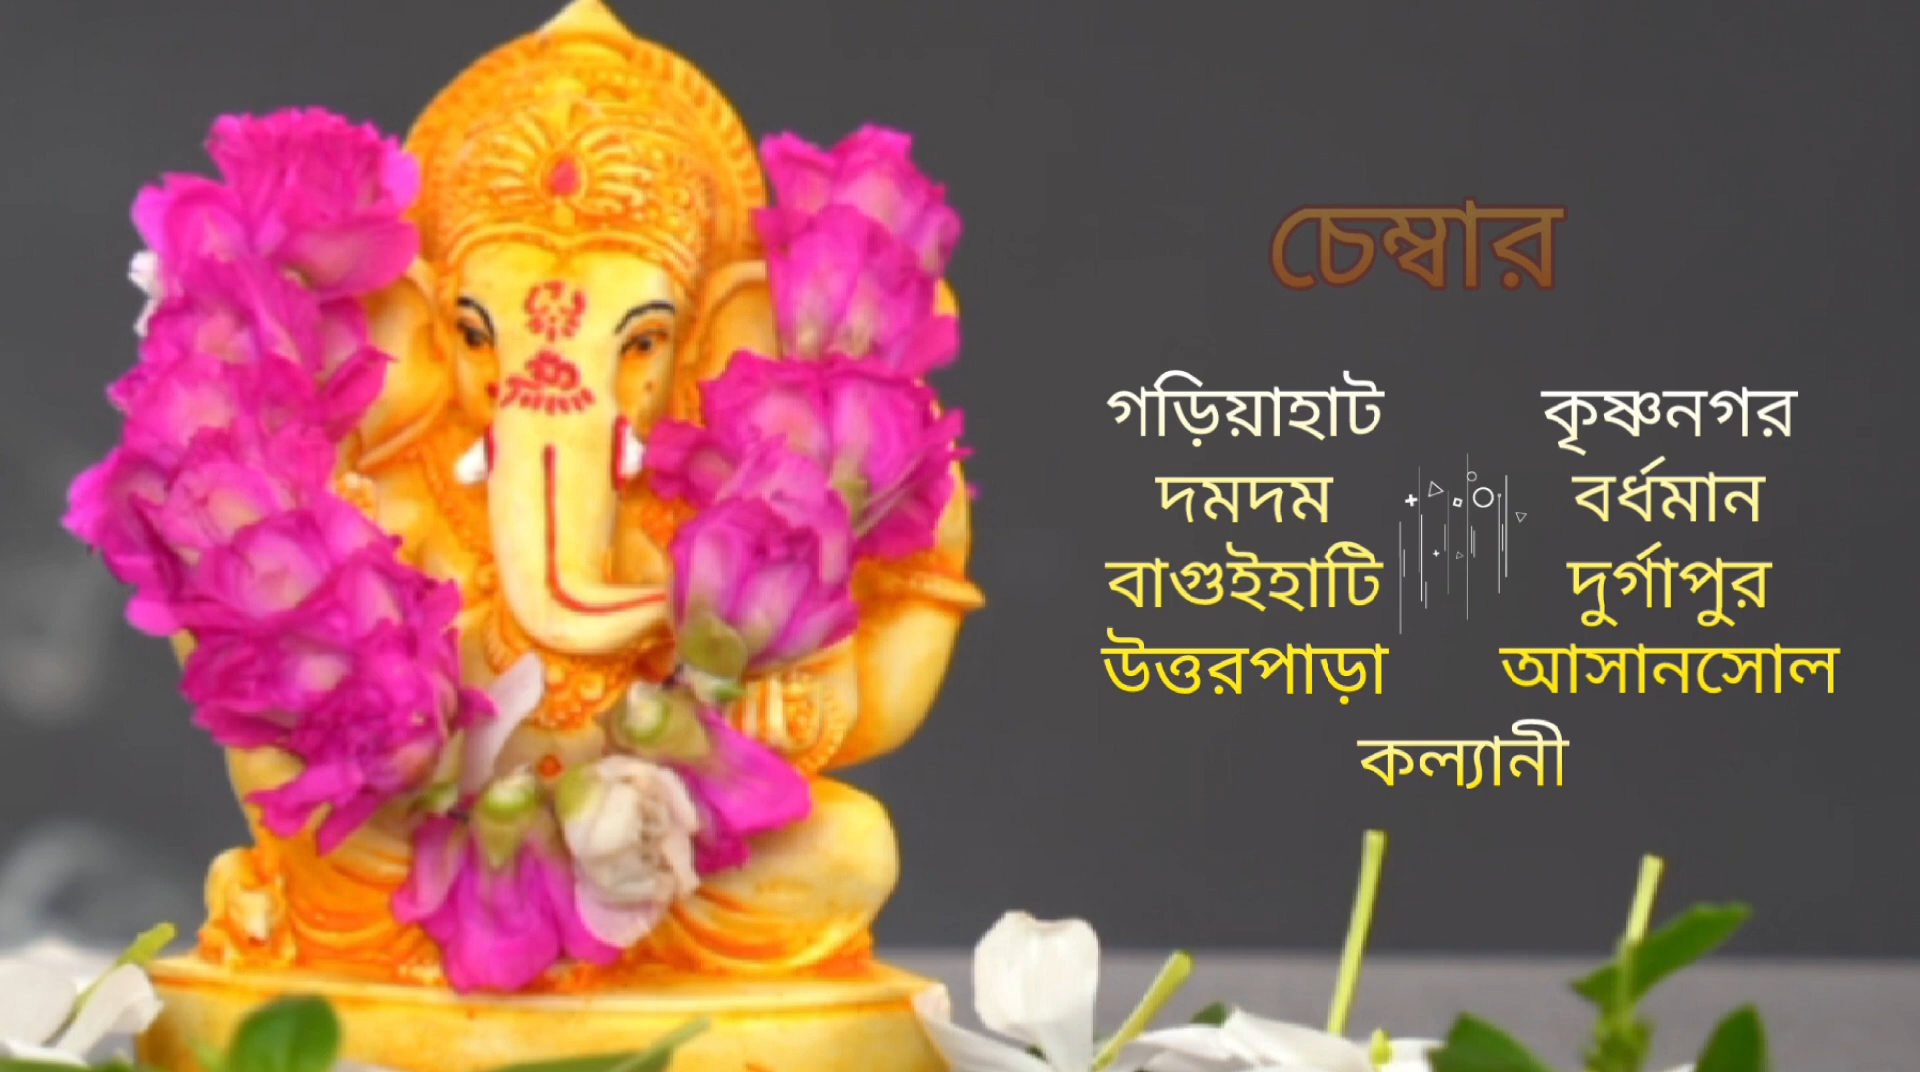 চেম্বার
গড়িয়াহাট
দমদম
বাগুইহাটি
উত্তরপাড়া
কৃষ্ণনগর
বর্ধমান
দুর্গাপুর
আসানসোল
কল্যানী